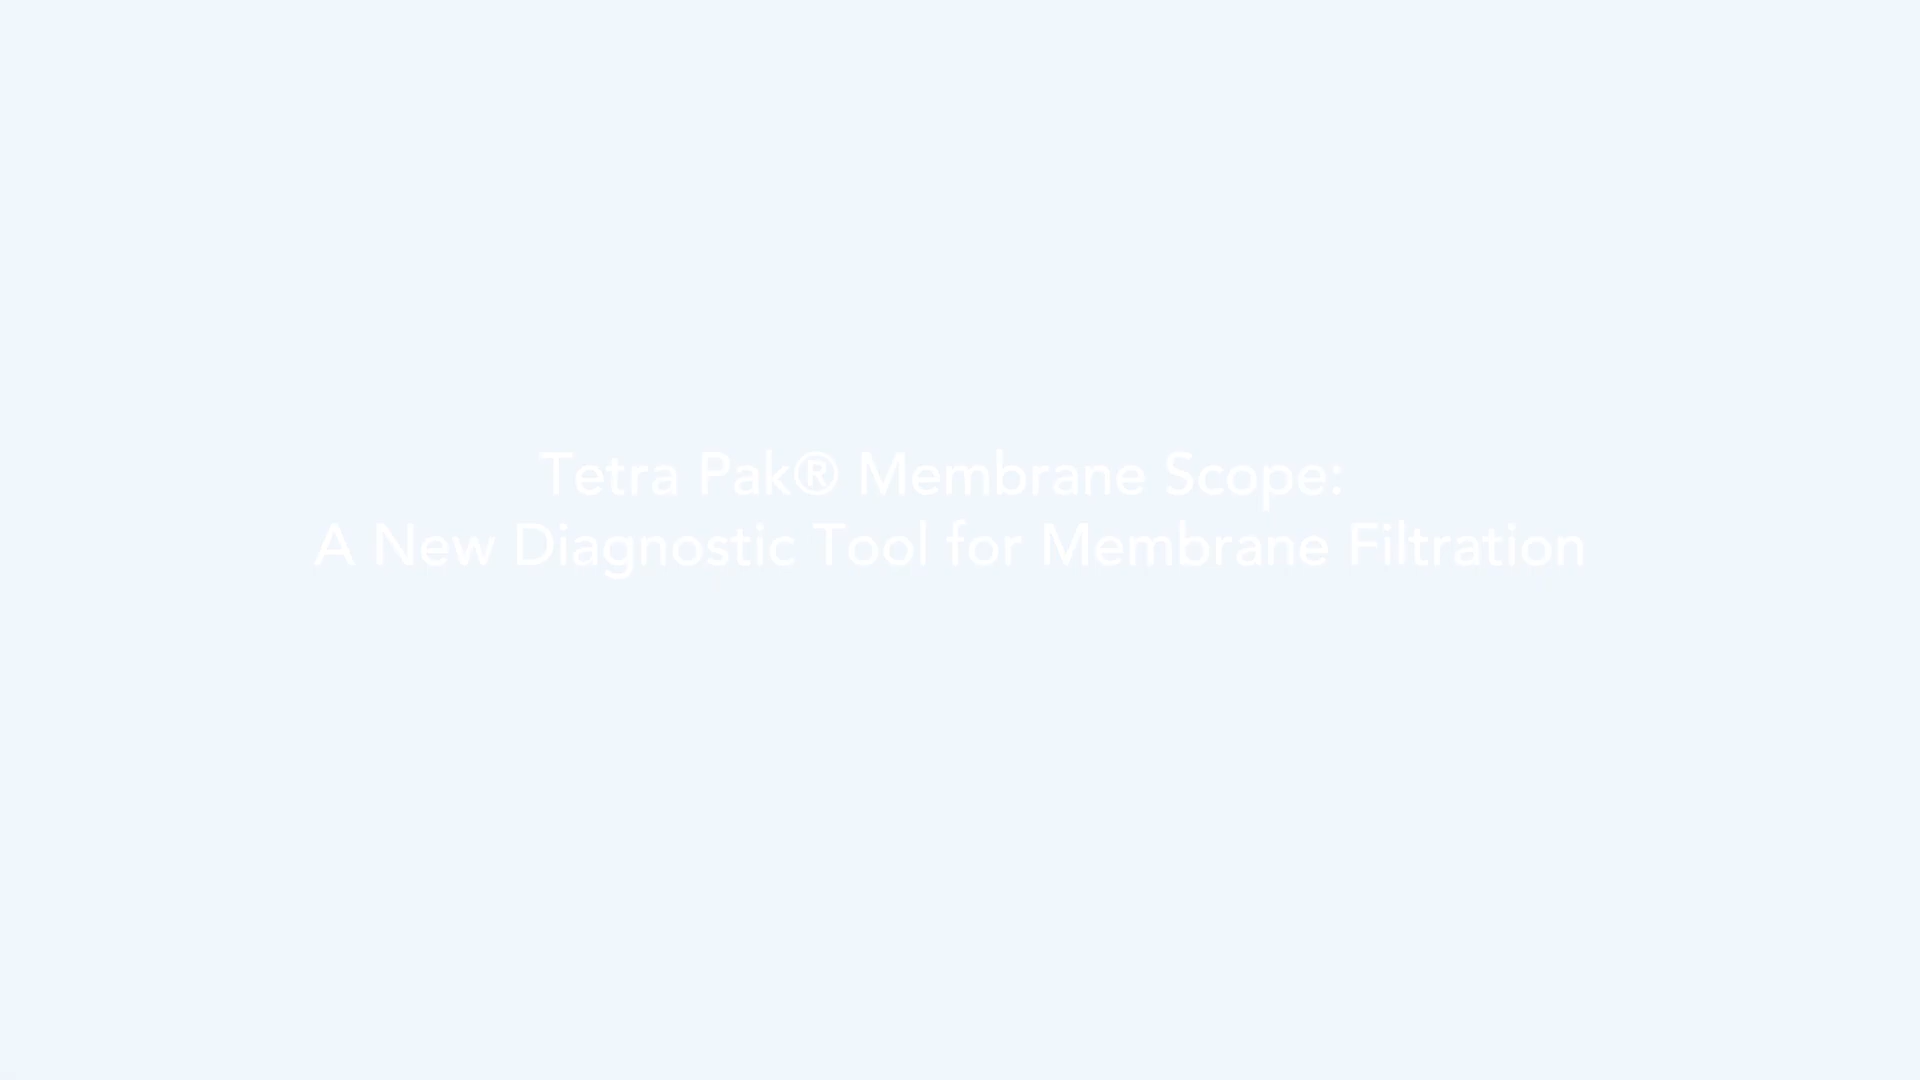 Tetra Pak® Membrane Scope:
A New Diagnostic Tool for Membrane Filtration